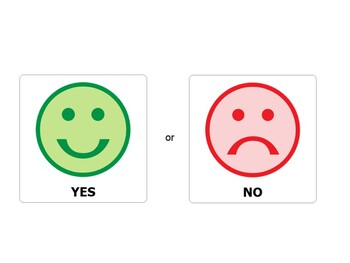 YES
or
NO